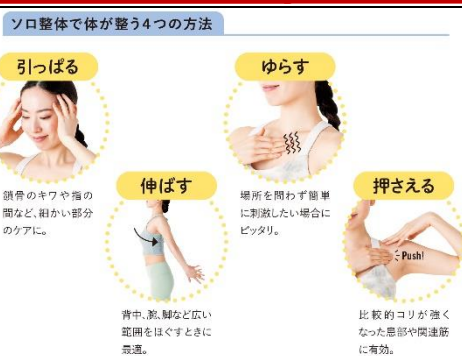 ソロ整体で体が整う4つの方法
引っぱる
鎖骨のキワや指の
間など、細かい部分
のケアに。
伸ばす
背中、腕、脚など広い
範囲をほぐすときに
最適。
ゆらす
場所を問わず簡単
に刺激したい場合に
ピッタリ。
押さえる
Push!
比較的コリが強く
なった患部や関連筋
に有効。